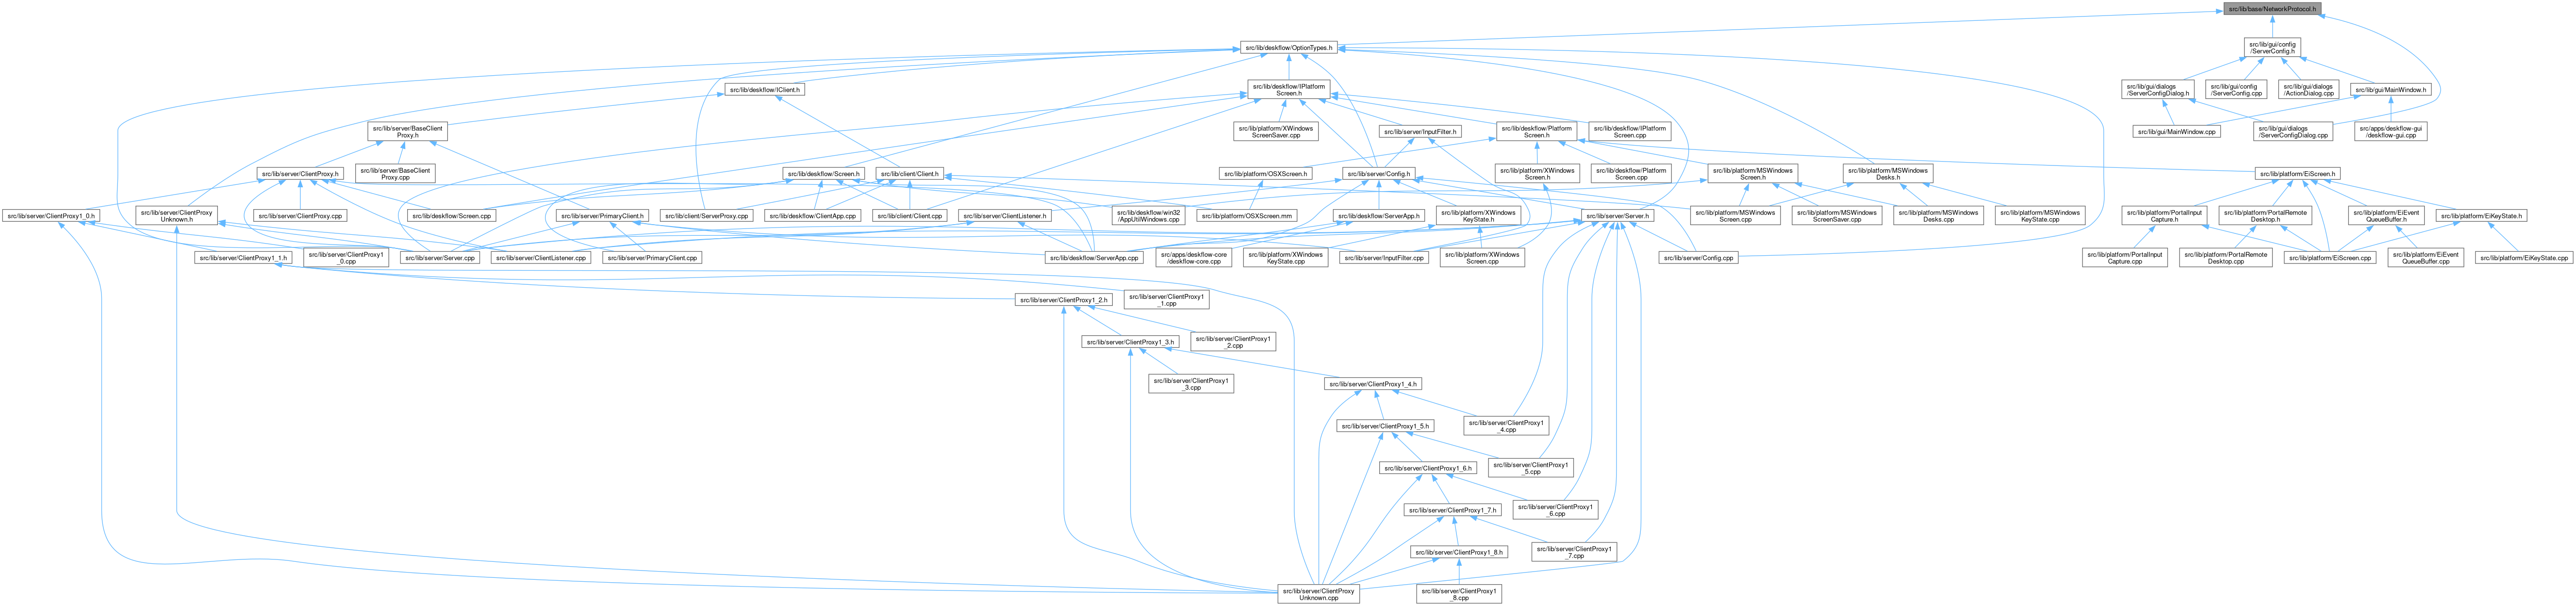 src/lib/base/NetworkProtocol.h
src/lib/deskflow/OptionTypes.h
src/lib/gui/config
/ServerConfig.h
src/lib/deskflow/IClient.h
src/lib/deskflow/IPlatform
Screen.h
src/lib/gui/dialogs
/ServerConfigDialog.h
src/lib/gui/config
/ServerConfig.cpp
src/lib/gui/dialogs
/ActionDialog.cpp
src/lib/gui/MainWindow.h
src/lib/server/BaseClient
Proxy.h
src/lib/platform/XWindows
ScreenSaver.cpp
src/lib/server/InputFilter.h
src/lib/deskflow/Platform
Screen.h
src/lib/deskflow/IPlatform
Screen.cpp
src/lib/gui/MainWindow.cpp
src/lib/gui/dialogs
/ServerConfigDialog.cpp
src/apps/deskflow-gui
/deskflow-gui.cpp
src/lib/server/ClientProxy.h
src/lib/server/BaseClient
Proxy.cpp
src/lib/deskflow/Screen.h
src/lib/client/Client.h
src/lib/platform/OSXScreen.h
src/lib/server/Config.h
src/lib/platform/XWindows
Screen.h
src/lib/deskflow/Platform
Screen.cpp
src/lib/platform/MSWindows
Screen.h
src/lib/platform/MSWindows
Desks.h
src/lib/platform/EiScreen.h
src/lib/server/ClientProxy1_0.h
src/lib/server/ClientProxy
Unknown.h
src/lib/server/ClientProxy.cpp
src/lib/deskflow/Screen.cpp
src/lib/server/PrimaryClient.h
src/lib/client/ServerProxy.cpp
src/lib/deskflow/ClientApp.cpp
src/lib/client/Client.cpp
src/lib/server/ClientListener.h
src/lib/deskflow/win32
/AppUtilWindows.cpp
src/lib/platform/OSXScreen.mm
src/lib/deskflow/ServerApp.h
src/lib/platform/XWindows
KeyState.h
src/lib/server/Server.h
src/lib/platform/MSWindows
Screen.cpp
src/lib/platform/MSWindows
ScreenSaver.cpp
src/lib/platform/MSWindows
Desks.cpp
src/lib/platform/MSWindows
KeyState.cpp
src/lib/platform/PortalInput
Capture.h
src/lib/platform/PortalRemote
Desktop.h
src/lib/platform/EiEvent
QueueBuffer.h
src/lib/platform/EiKeyState.h
src/lib/server/ClientProxy1_1.h
src/lib/server/ClientProxy1
_0.cpp
src/lib/server/Server.cpp
src/lib/server/ClientListener.cpp
src/lib/server/PrimaryClient.cpp
src/lib/deskflow/ServerApp.cpp
src/apps/deskflow-core
/deskflow-core.cpp
src/lib/platform/XWindows
KeyState.cpp
src/lib/server/InputFilter.cpp
src/lib/platform/XWindows
Screen.cpp
src/lib/server/Config.cpp
src/lib/platform/PortalInput
Capture.cpp
src/lib/platform/PortalRemote
Desktop.cpp
src/lib/platform/EiScreen.cpp
src/lib/platform/EiEvent
QueueBuffer.cpp
src/lib/platform/EiKeyState.cpp
src/lib/server/ClientProxy1_2.h
src/lib/server/ClientProxy1
_1.cpp
src/lib/server/ClientProxy1_3.h
src/lib/server/ClientProxy1
_2.cpp
src/lib/server/ClientProxy1
_3.cpp
src/lib/server/ClientProxy1_4.h
src/lib/server/ClientProxy1_5.h
src/lib/server/ClientProxy1
_4.cpp
src/lib/server/ClientProxy1_6.h
src/lib/server/ClientProxy1
_5.cpp
src/lib/server/ClientProxy1_7.h
src/lib/server/ClientProxy1
_6.cpp
src/lib/server/ClientProxy1_8.h
src/lib/server/ClientProxy1
_7.cpp
src/lib/server/ClientProxy
Unknown.cpp
src/lib/server/ClientProxy1
_8.cpp